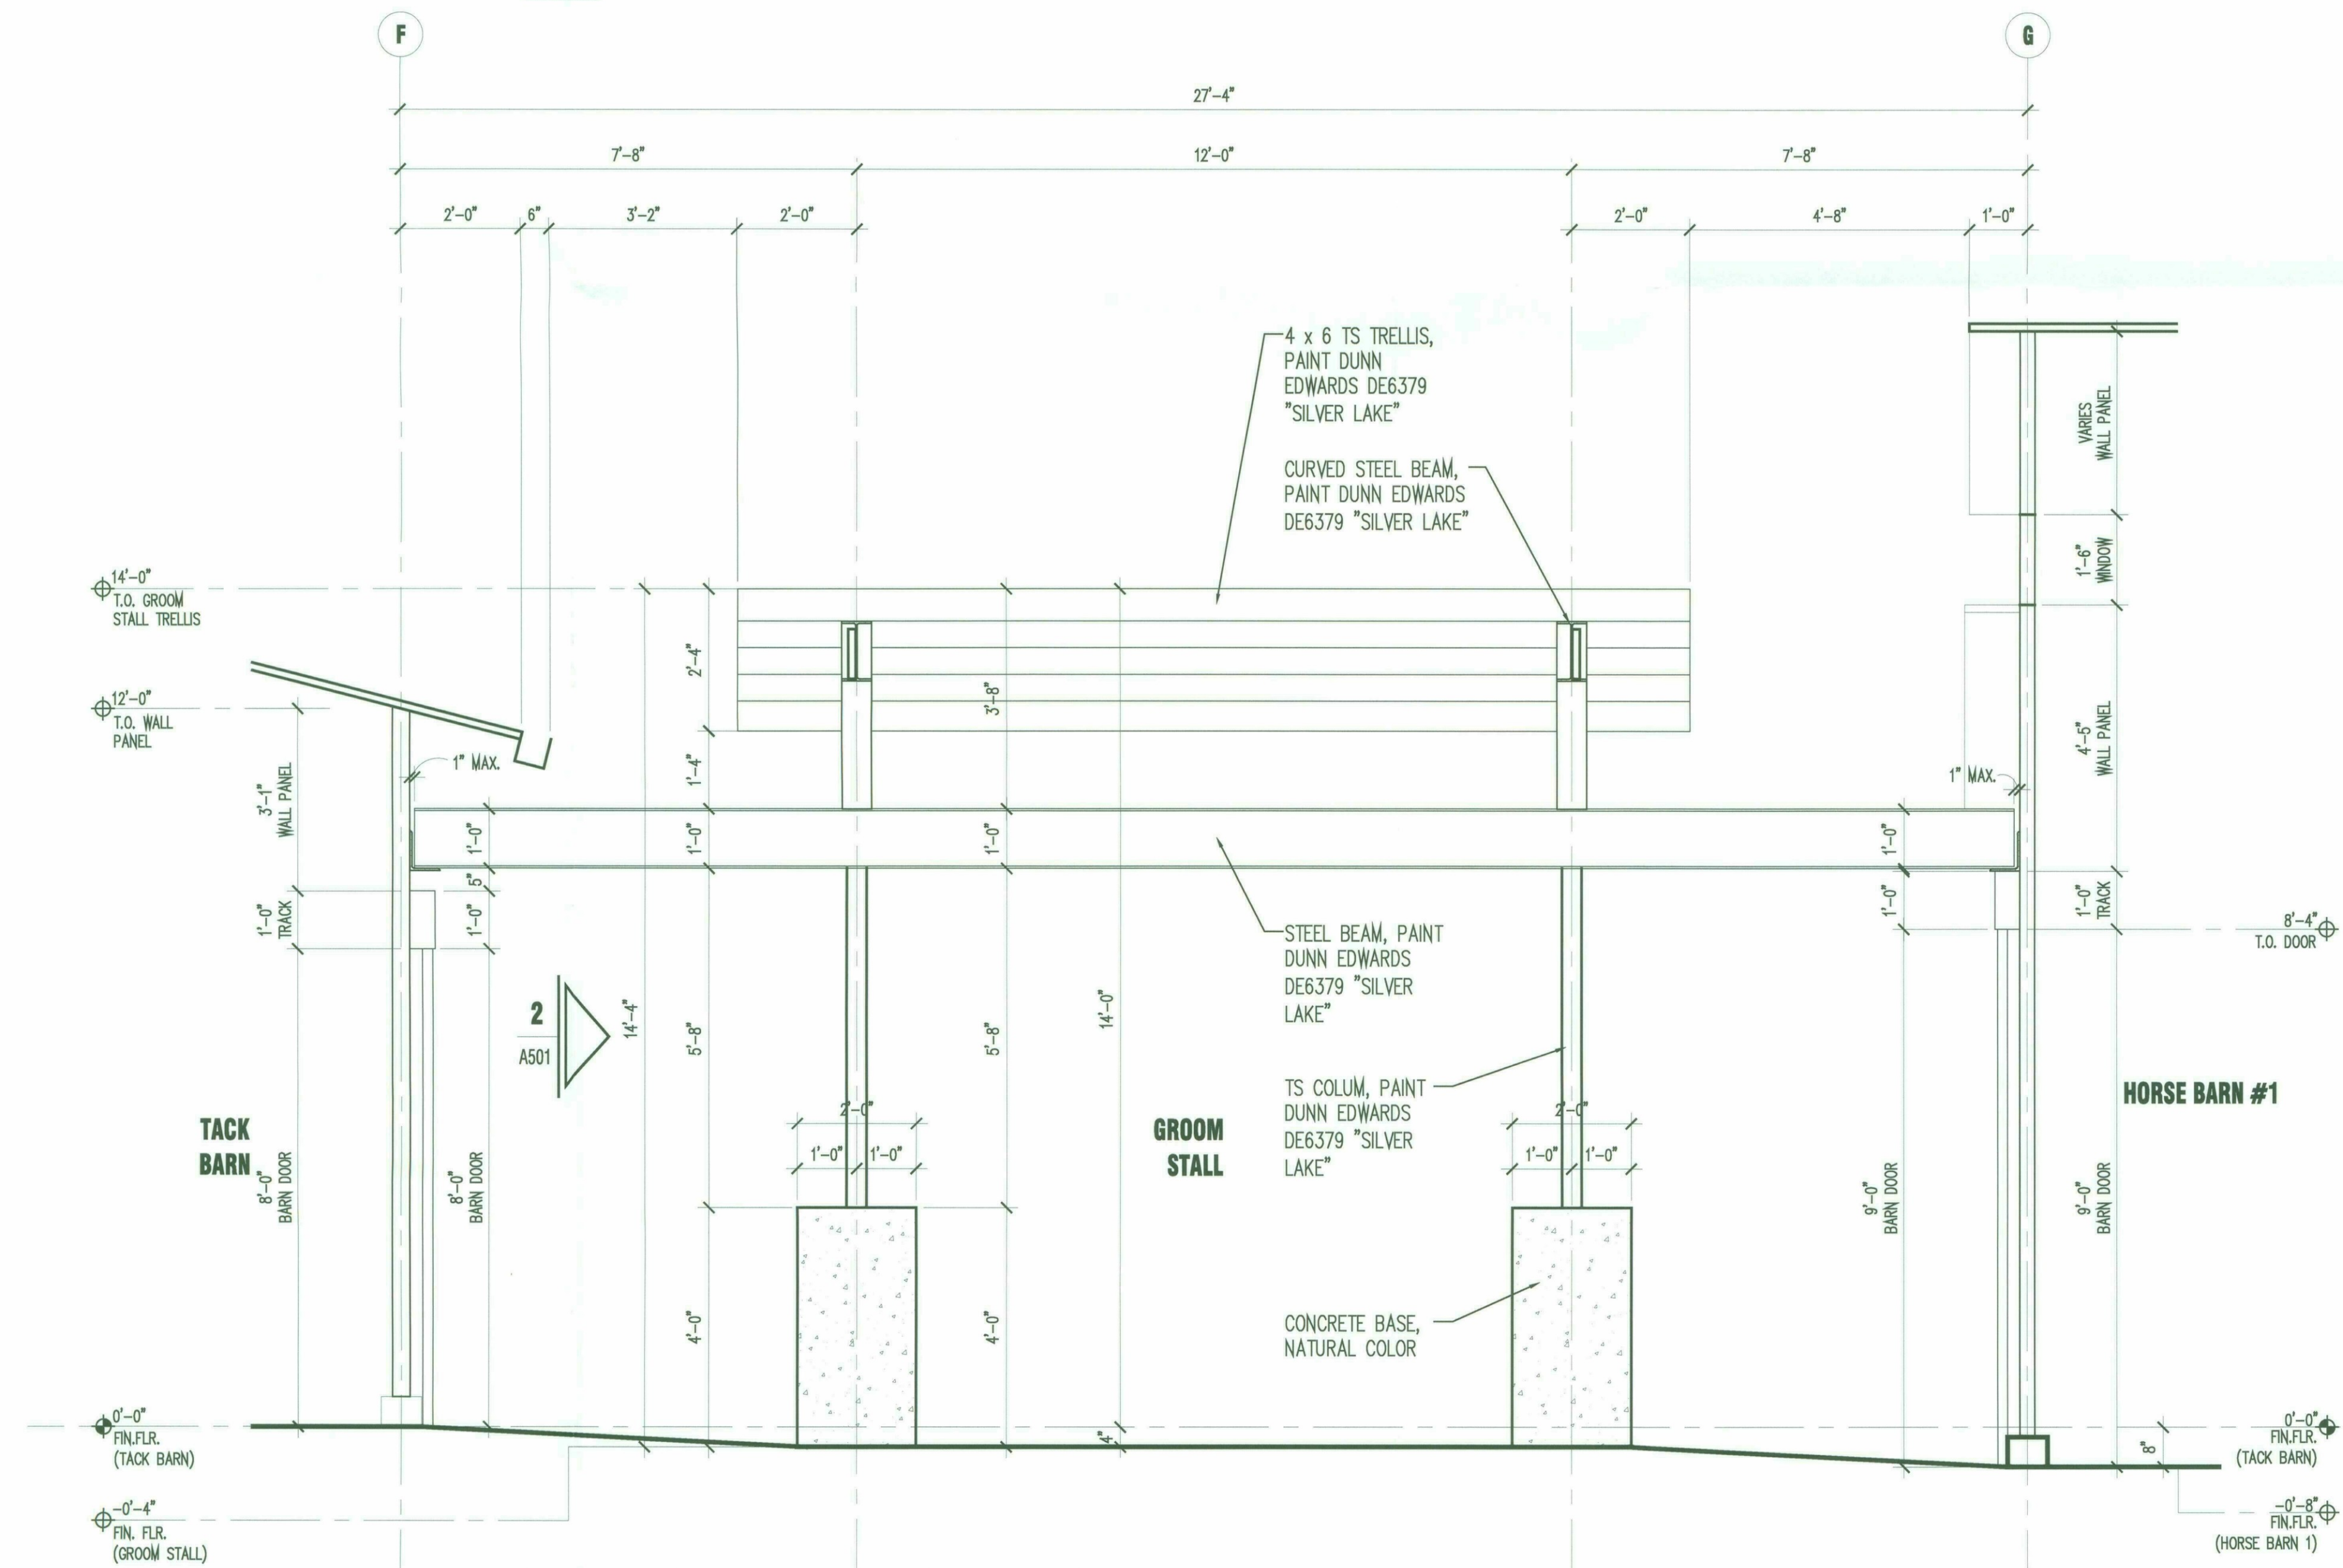 F
G
27'-4"
7'-8"
12'-0"
7'-8"
2'-0"
6"
3'-2"
2'-0"
2'-0"
4'-8"
1'-0"
4 x 6 TS TRELLIS,
PAINT DUNN
EDWARDS DE6379
"SILVER LAKE"
CURVED STEEL BEAM,
PAINT DUNN EDWARDS
DE6379 "SILVER LAKE"
VARIES
WALL PANEL
1'-6"
WINDOW
4'-5"
WALL PANEL
14'-0"
T.O. GROOM
STALL TRELLIS
12'-0"
T.O. WALL
PANEL
2'-4"
3'-8"
1'-4"
1" MAX.
1" MAX.
3'-1"
WALL PANEL
1'-0"
1'-0"
1'-0"
1'-0"
5"
1'-0"
TRACK
1'-0"
1'-0"
1'-0"
TRACK
8'-4"
T.O. DOOR
STEEL BEAM, PAINT
DUNN EDWARDS
DE6379 "SILVER
LAKE"
2
A501
14'-4"
5'-8"
5'-8"
14'-0"
TS COLUM, PAINT
DUNN EDWARDS
DE6379 "SILVER
LAKE"
TACK
BARN
GROOM
STALL
HORSE BARN #1
2'-0"
1'-0"
1'-0"
2'-0"
1'-0"
1'-0"
8'-0"
BARN DOOR
8'-0"
BARN DOOR
9'-0"
BARN DOOR
9'-0"
BARN DOOR
4'-0"
4'-0"
CONCRETE BASE,
NATURAL COLOR
0'-0"
FIN.FLR.
(TACK BARN)
4"
8"
0'-0"
FIN.FLR.
(TACK BARN)
-0'-4"
FIN. FLR.
(GROOM STALL)
-0'-8"
FIN.FLR.
(HORSE BARN 1)